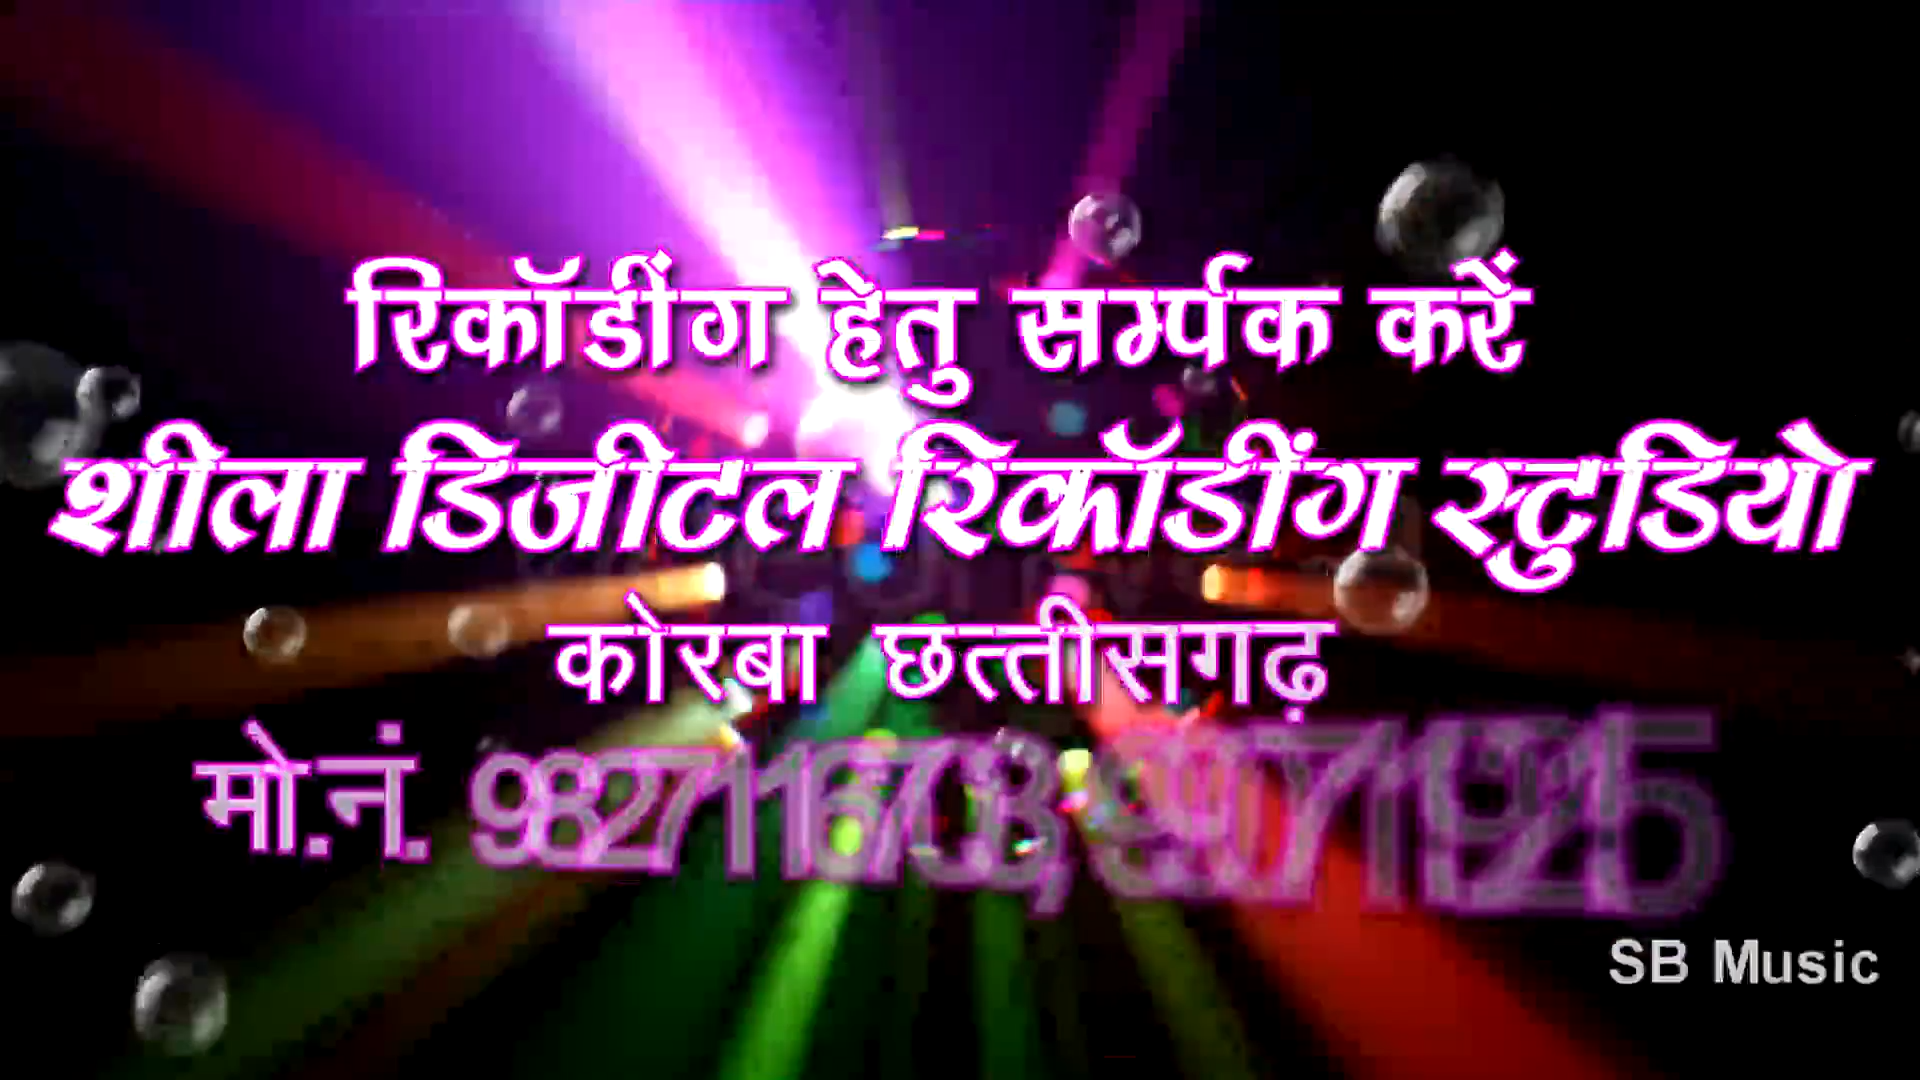 रिकॉडींग हेतु सर्म्पक करें
शीला डिजीटल रिकॉडींग स्टुडियो
कोरबा छत्तीसगढ़
मो.नं.
SB Music